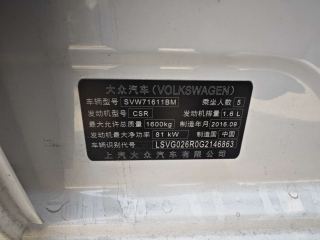 大众汽车(VOLKSWAGEN)
车辆型号 SVW71611BM 乘坐人数 5
发动机型号 CSR 发动机排量 1.6 L
最大允许总质量 1600kg 制造年月 2016.09
发动机最大净功率 81 kW 制造国 中国
车辆识别代号 LSVG026R0G2146863
上汽大众汽车有限公司